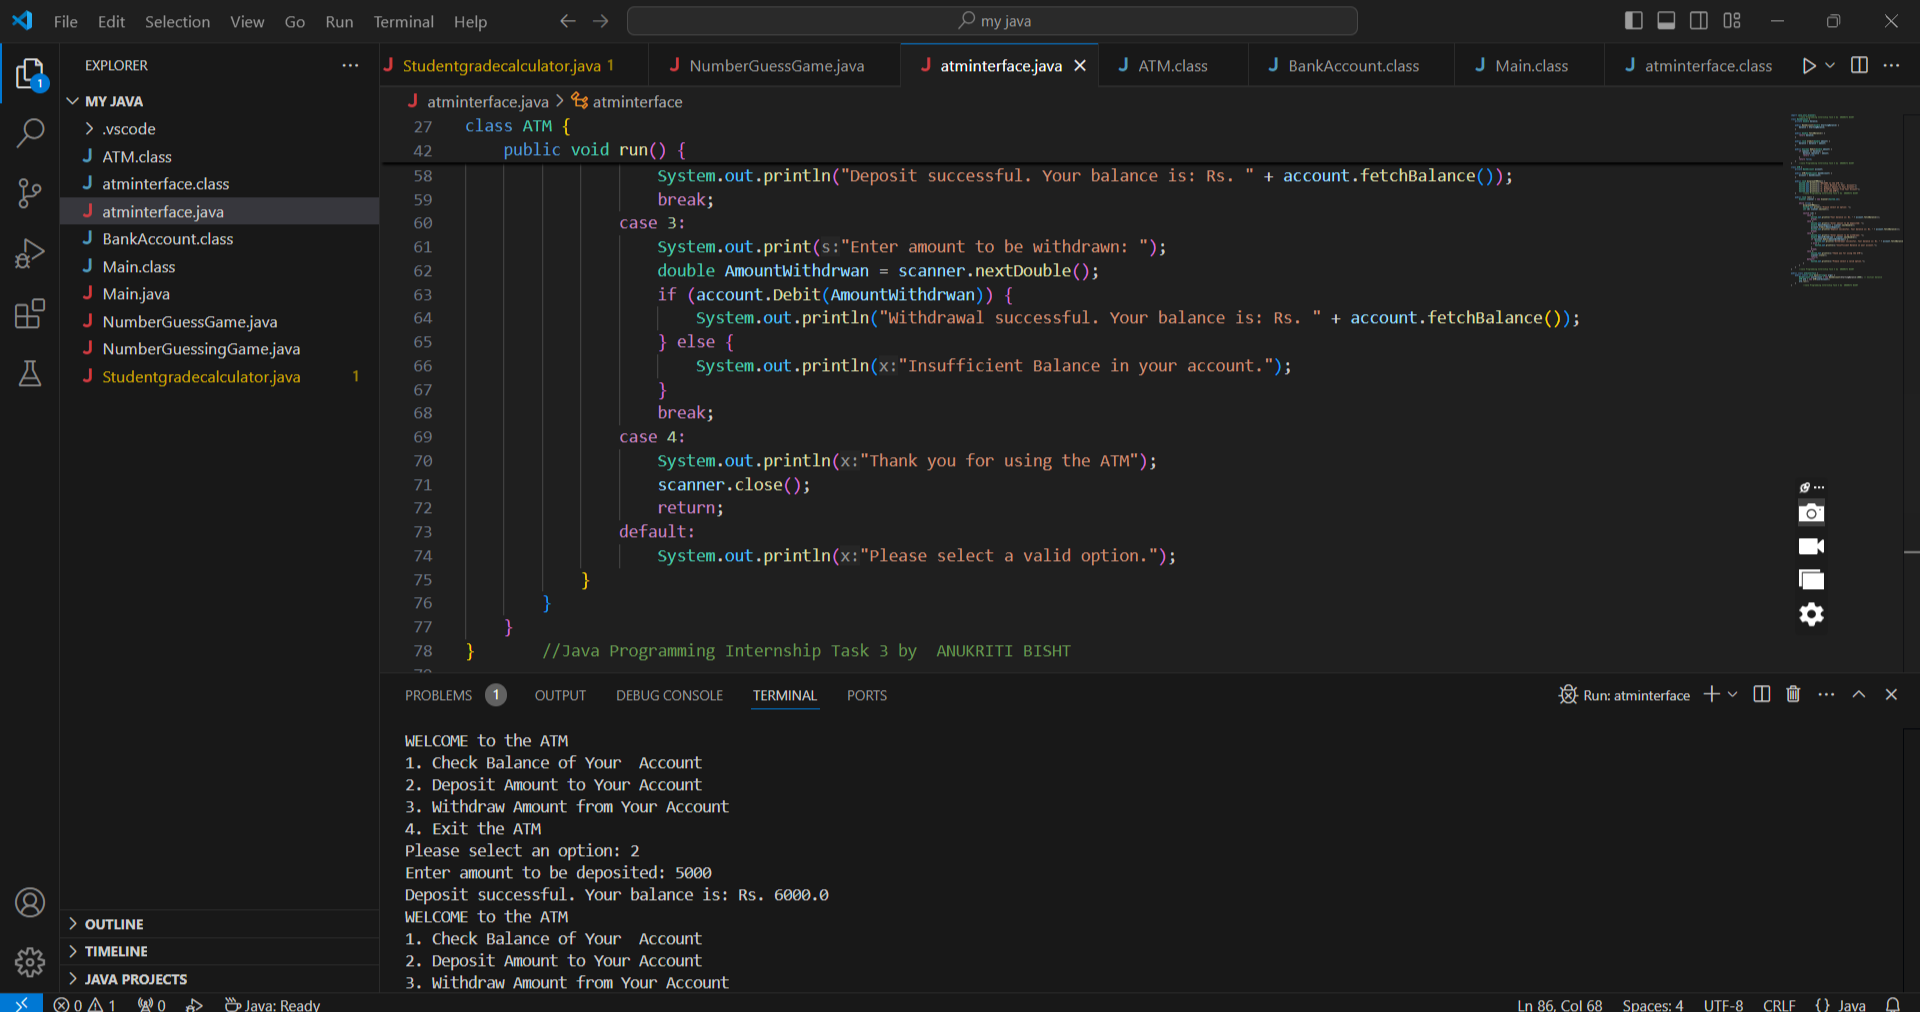 File Edit Selection View Go Run Terminal Help my java
EXPLORER
MY JAVA
.vscode
ATM.class
atminterface.class
atminterface.java
BankAccount.class
Main.class
Main.java
NumberGuessGame.java
NumberGuessingGame.java
Studentgradecalculator.java 1
OUTLINE
TIMELINE
JAVA PROJECTS
Studentgradecalculator.java 1 NumberGuessGame.java atminterface.java ATM.class BankAccount.class Main.class atminterface.class
atminterface.java > atminterface
27 class ATM {
42 public void run() {
58 System.out.println("Deposit successful. Your balance is: Rs. " + account.fetchBalance());
59 break;
60 case 3:
61 System.out.print(s:"Enter amount to be withdrawn: ");
62 double AmountWithdrwan = scanner.nextDouble();
63 if (account.Debit(AmountWithdrwan)) {
64 System.out.println("Withdrawal successful. Your balance is: Rs. " + account.fetchBalance());
65 } else {
66 System.out.println(x:"Insufficient Balance in your account.");
67 }
68 break;
69 case 4:
70 System.out.println(x:"Thank you for using the ATM");
71 scanner.close();
72 return;
73 default:
74 System.out.println(x:"Please select a valid option.");
75 }
76 }
77 }
78 } //Java Programming Internship Task 3 by  ANUKRITI BISHT
PROBLEMS 1 OUTPUT DEBUG CONSOLE TERMINAL PORTS Run: atminterface
WELCOME to the ATM
1. Check Balance of Your  Account
2. Deposit Amount to Your Account
3. Withdraw Amount from Your Account
4. Exit the ATM
Please select an option: 2
Enter amount to be deposited: 5000
Deposit successful. Your balance is: Rs. 6000.0
WELCOME to the ATM
1. Check Balance of Your  Account
2. Deposit Amount to Your Account
3. Withdraw Amount from Your Account
0 1 0 Java: Ready Ln 86, Col 68 Spaces: 4 UTF-8 CRLF {} Java